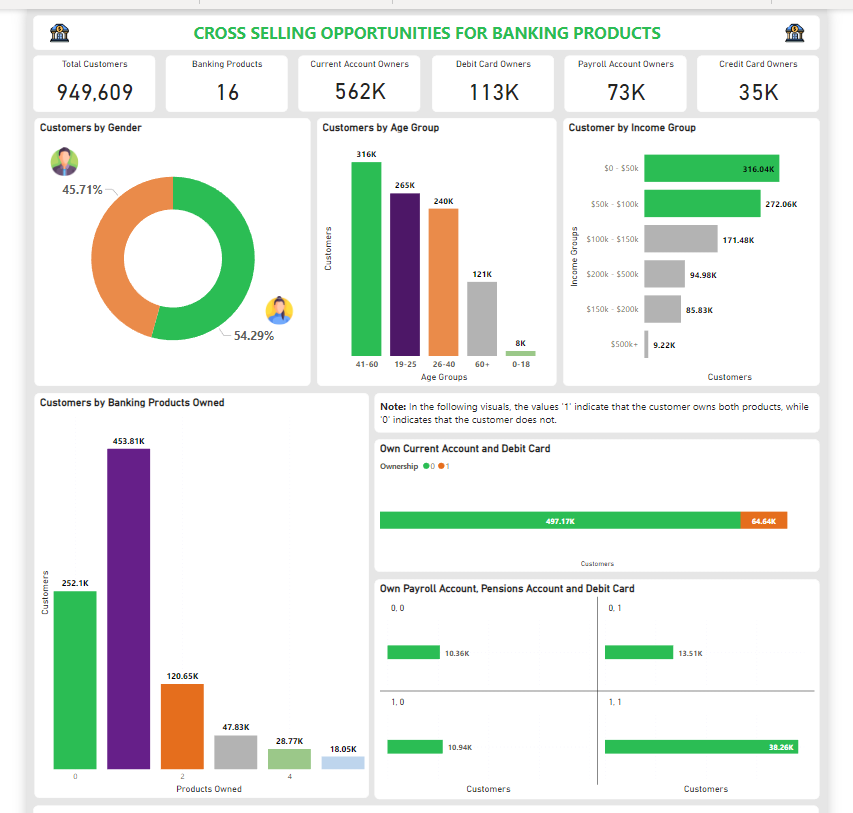 CROSS SELLING OPPORTUNITIES FOR BANKING PRODUCTS
Total Customers
949,609
Banking Products
16
Current Account Owners
562K
Debit Card Owners
113K
Payroll Account Owners
73K
Credit Card Owners
35K
Customers by Gender
45.71%
54.29%
Customers by Age Group
Customers
316K
265K
240K
121K
8K
41-60
19-25
26-40
60+
0-18
Age Groups
Customer by Income Group
Income Groups
$0 - $50k
316.04K
$50k - $100k
272.06K
$100k - $150k
171.48K
$200k - $500k
94.98K
$150k - $200k
85.83K
$500k+
9.22K
Customers
Customers by Banking Products Owned
Customers
252.1K
453.81K
120.65K
47.83K
28.77K
18.05K
0
2
4
Products Owned
Note: In the following visuals, the values '1' indicate that the customer owns both products, while
'0' indicates that the customer does not.
Own Current Account and Debit Card
Ownership 0 1
497.17K
64.64K
Customers
Own Payroll Account, Pensions Account and Debit Card
0, 0
10.36K
0, 1
13.51K
1, 0
10.94K
1, 1
38.26K
Customers
Customers